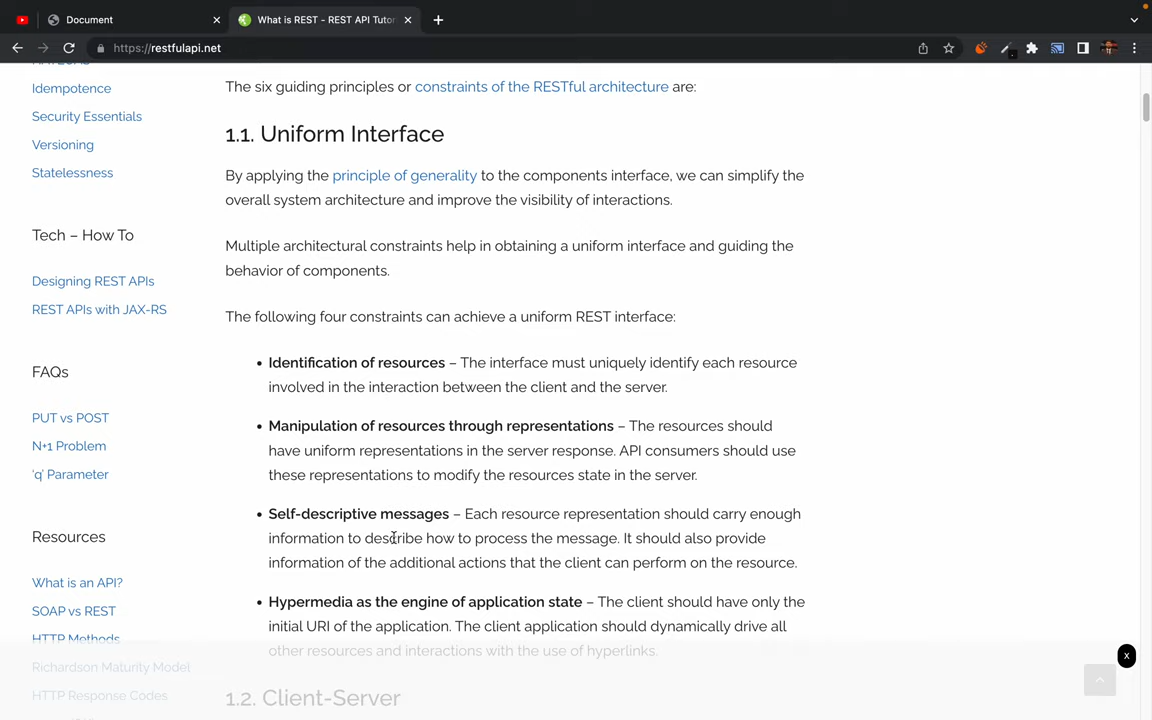 Document
What is REST - REST API Tutor
https://restfulapi.net
Idempotence
Security Essentials
Versioning
Statelessness
Tech – How To
Designing REST APIs
REST APIs with JAX-RS
FAQs
PUT vs POST
N+1 Problem
'q' Parameter
Resources
What is an API?
SOAP vs REST
HTTP Methods
Richardson Maturity Model
HTTP Response Codes
The six guiding principles or constraints of the RESTful architecture are:
1.1. Uniform Interface
By applying the principle of generality to the components interface, we can simplify the
overall system architecture and improve the visibility of interactions.
Multiple architectural constraints help in obtaining a uniform interface and guiding the
behavior of components.
The following four constraints can achieve a uniform REST interface:
• Identification of resources – The interface must uniquely identify each resource
involved in the interaction between the client and the server.
• Manipulation of resources through representations – The resources should
have uniform representations in the server response. API consumers should use
these representations to modify the resources state in the server.
• Self-descriptive messages – Each resource representation should carry enough
information to describe how to process the message. It should also provide
information of the additional actions that the client can perform on the resource.
• Hypermedia as the engine of application state – The client should have only the
initial URI of the application. The client application should dynamically drive all
other resources and interactions with the use of hyperlinks.
1.2. Client-Server
x